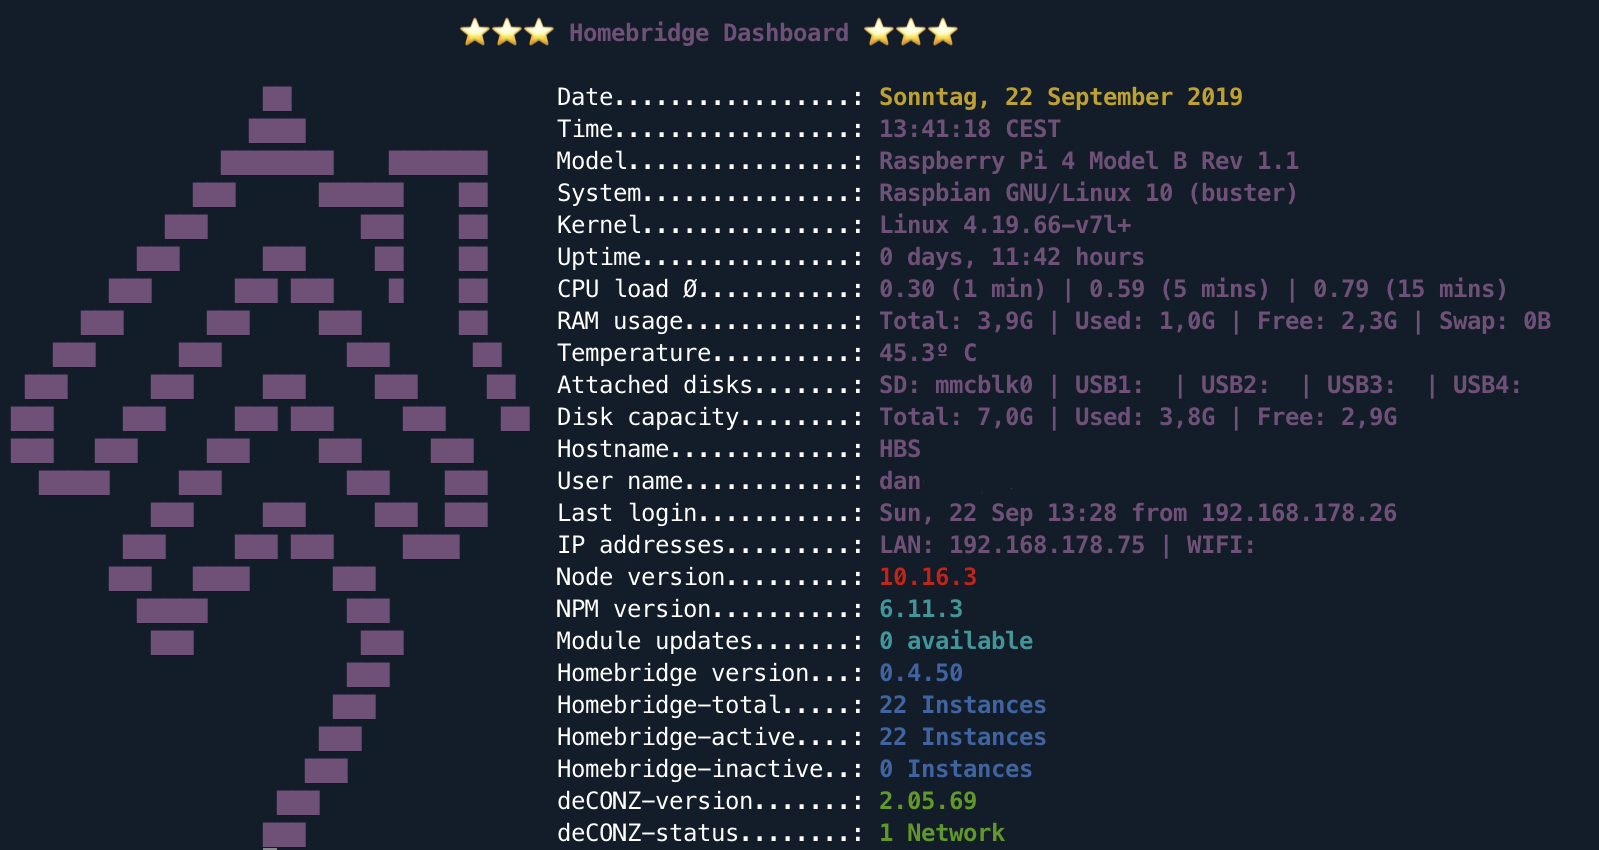 ⭐⭐⭐ Homebridge Dashboard ⭐⭐⭐
Date.................: Sonntag, 22 September 2019
Time.................: 13:41:18 CEST
Model................: Raspberry Pi 4 Model B Rev 1.1
System...............: Raspbian GNU/Linux 10 (buster)
Kernel...............: Linux 4.19.66-v7l+
Uptime...............: 0 days, 11:42 hours
CPU load Ø...........: 0.30 (1 min) | 0.59 (5 mins) | 0.79 (15 mins)
RAM usage............: Total: 3,9G | Used: 1,0G | Free: 2,3G | Swap: 0B
Temperature..........: 45.3º C
Attached disks.......: SD: mmcblk0 | USB1:  | USB2:  | USB3:  | USB4:
Disk capacity........: Total: 7,0G | Used: 3,8G | Free: 2,9G
Hostname.............: HBS
User name............: dan
Last login...........: Sun, 22 Sep 13:28 from 192.168.178.26
IP addresses.........: LAN: 192.168.178.75 | WIFI:
Node version.........: 10.16.3
NPM version..........: 6.11.3
Module updates.......: 0 available
Homebridge version...: 0.4.50
Homebridge-total.....: 22 Instances
Homebridge-active....: 22 Instances
Homebridge-inactive..: 0 Instances
deCONZ-version.......: 2.05.69
deCONZ-status........: 1 Network